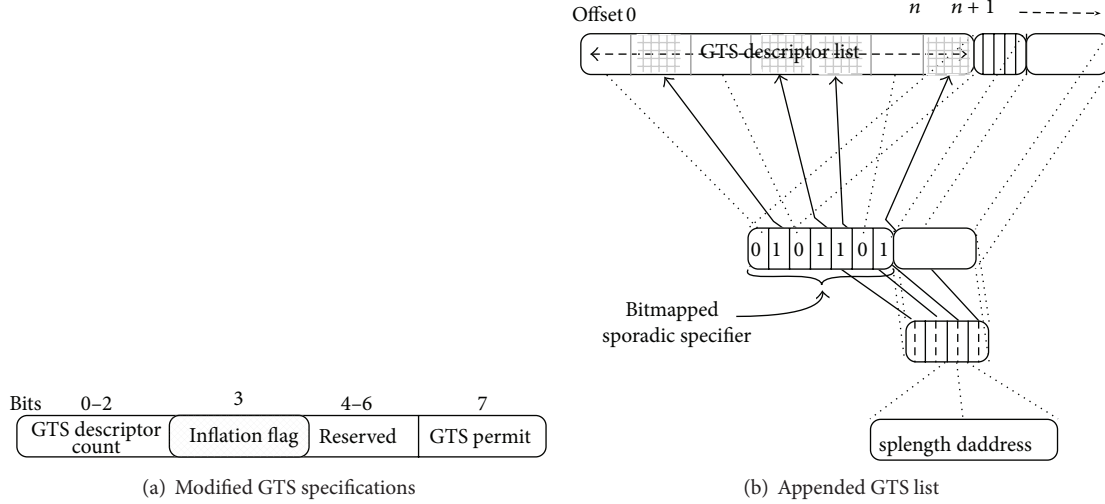 Offset 0
n n + 1
GTS descriptor list
0 1 0 1 1 0 1
Bitmapped
sporadic specifier
splength daddress
Bits 0–2 3 4–6 7
GTS descriptor
count
Inflation flag
Reserved
GTS permit
(a) Modified GTS specifications
(b) Appended GTS list